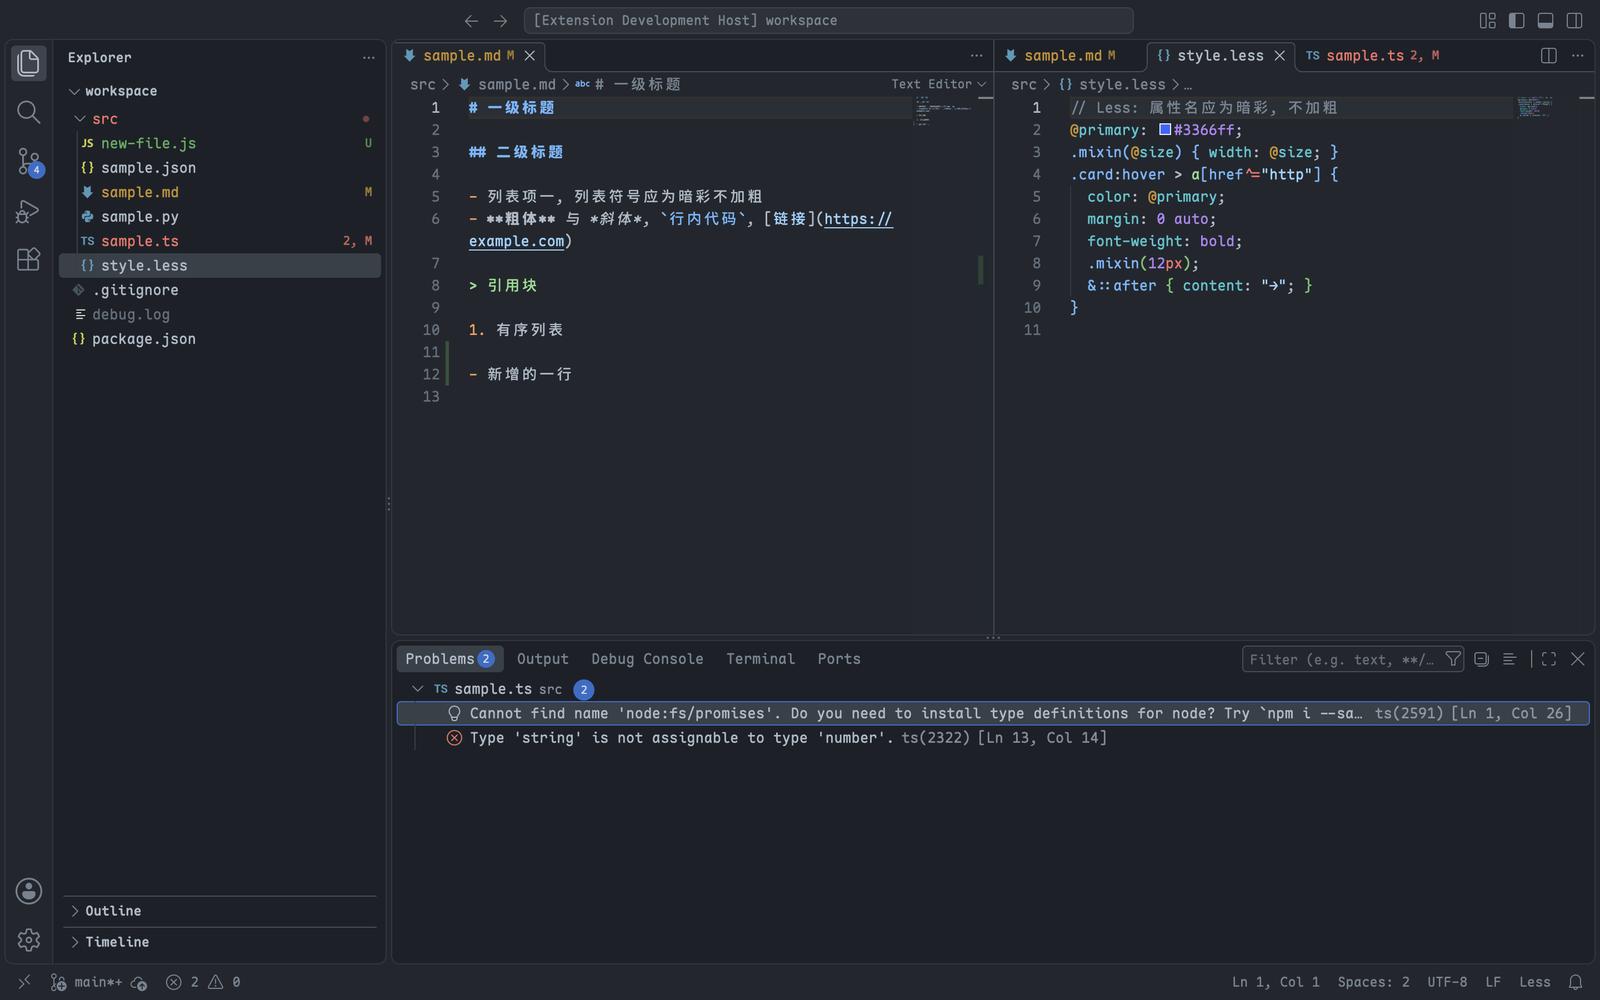 [Extension Development Host] workspace
Explorer
workspace
src
JS new-file.js U
{} sample.json
sample.md M
sample.py
TS sample.ts 2, M
{} style.less
.gitignore
debug.log
{} package.json
Outline
Timeline
4
sample.md M
src > sample.md > abc # 一级标题
Text Editor
1 # 一级标题
2
3 ## 二级标题
4
5 - 列表项一, 列表符号应为暗彩不加粗
6 - **粗体** 与 *斜体*, `行内代码`, [链接](https://
example.com)
7
8 > 引用块
9
10 1. 有序列表
11
12 - 新增的一行
13
sample.md M
{} style.less
TS sample.ts 2, M
src > {} style.less > …
1 // Less: 属性名应为暗彩, 不加粗
2 @primary: #3366ff;
3 .mixin(@size) { width: @size; }
4 .card:hover > a[href^="http"] {
5 color: @primary;
6 margin: 0 auto;
7 font-weight: bold;
8 .mixin(12px);
9 &::after { content: "→"; }
10 }
11
Problems 2
Output
Debug Console
Terminal
Ports
Filter (e.g. text, **/…
TS sample.ts src 2
Cannot find name 'node:fs/promises'. Do you need to install type definitions for node? Try `npm i --sa… ts(2591) [Ln 1, Col 26]
Type 'string' is not assignable to type 'number'. ts(2322) [Ln 13, Col 14]
main*+
2
0
Ln 1, Col 1
Spaces: 2
UTF-8
LF
Less